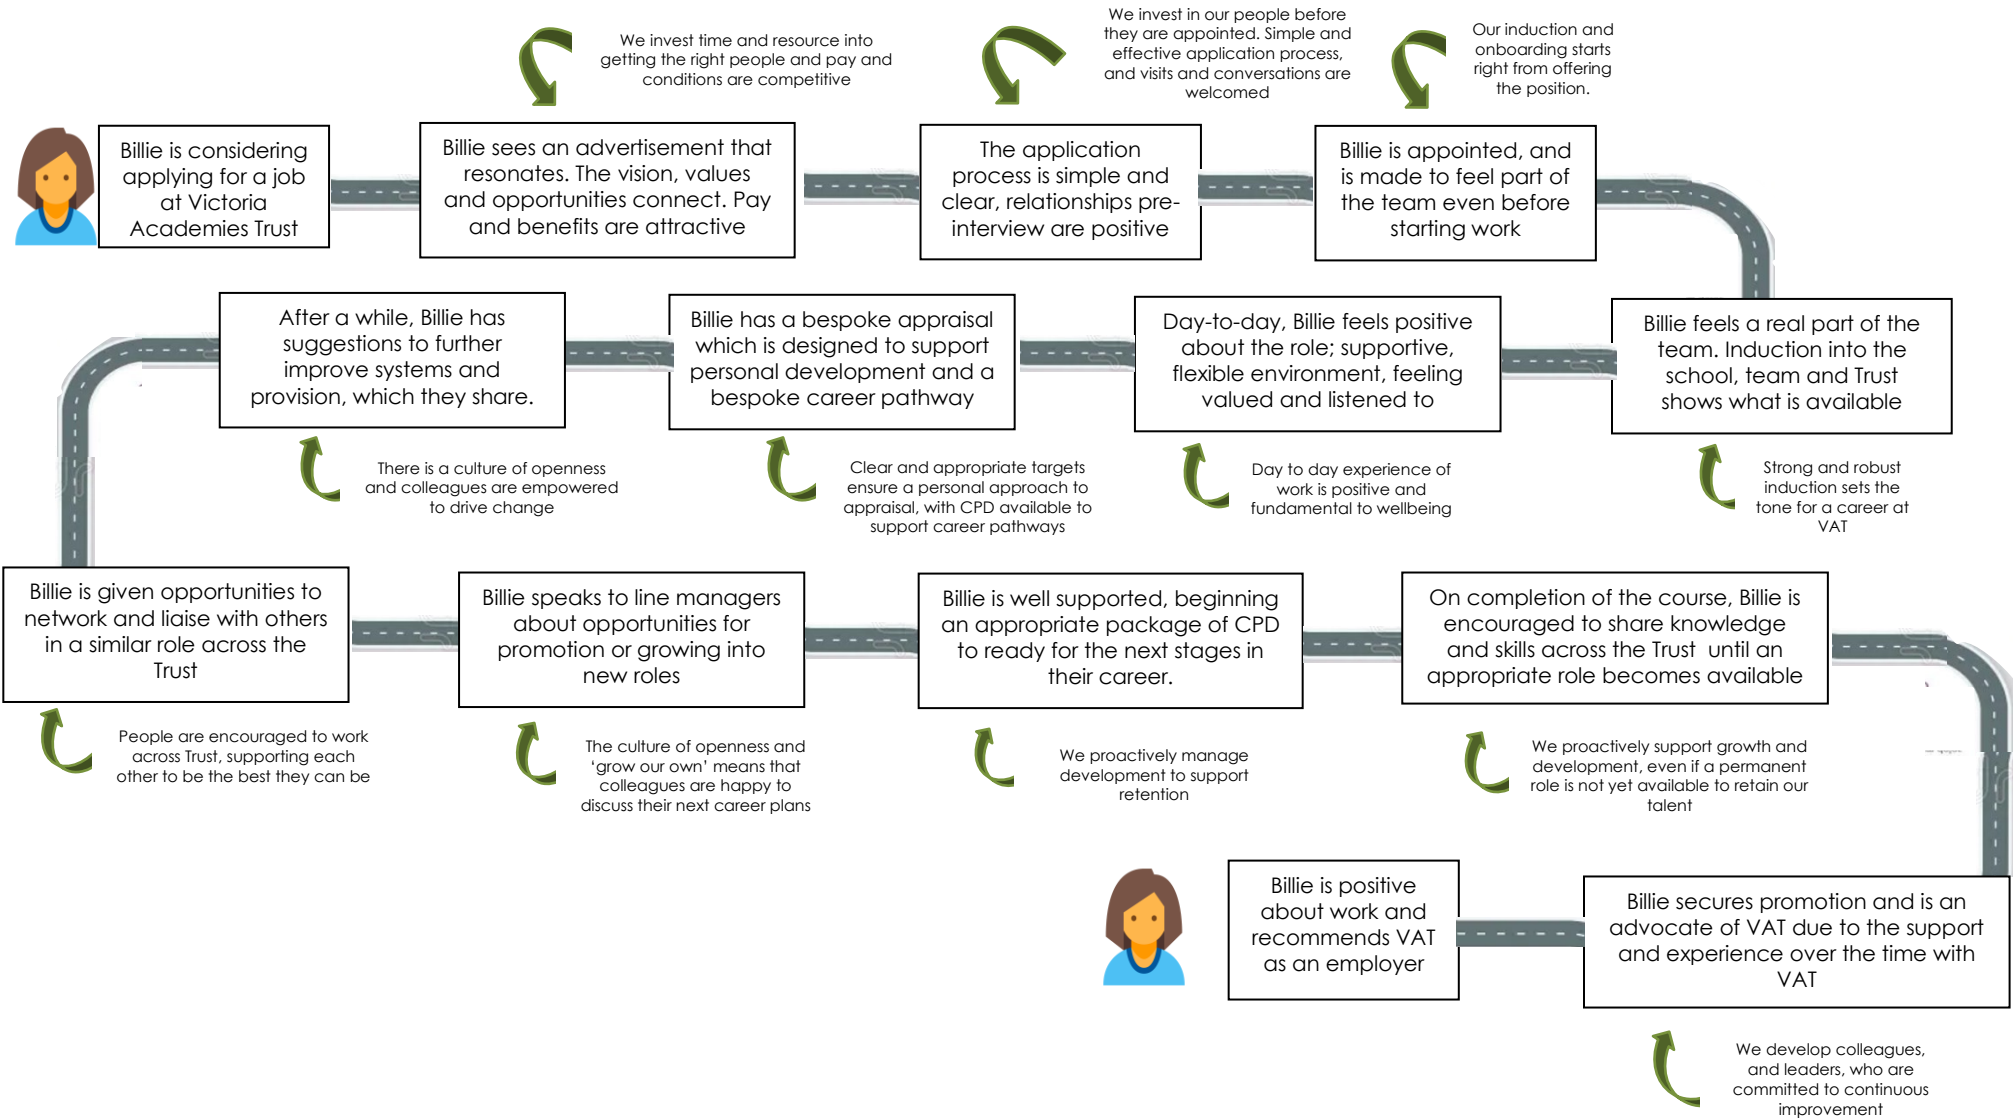 We invest time and resource into
getting the right people and pay and
conditions are competitive
We invest in our people before
they are appointed. Simple and
effective application process,
and visits and conversations are
welcomed
Our induction and
onboarding starts
right from offering
the position.
Billie is considering
applying for a job
at Victoria
Academies Trust
Billie sees an advertisement that
resonates. The vision, values
and opportunities connect. Pay
and benefits are attractive
The application
process is simple and
clear, relationships pre-
interview are positive
Billie is appointed, and
is made to feel part of
the team even before
starting work
Billie feels a real part of the
team. Induction into the
school, team and Trust
shows what is available
Strong and robust
induction sets the
tone for a career at
VAT
Day-to-day, Billie feels positive
about the role; supportive,
flexible environment, feeling
valued and listened to
Day to day experience of
work is positive and
fundamental to wellbeing
Billie has a bespoke appraisal
which is designed to support
personal development and a
bespoke career pathway
Clear and appropriate targets
ensure a personal approach to
appraisal, with CPD available to
support career pathways
After a while, Billie has
suggestions to further
improve systems and
provision, which they share.
There is a culture of openness
and colleagues are empowered
to drive change
Billie is given opportunities to
network and liaise with others
in a similar role across the
Trust
People are encouraged to work
across Trust, supporting each
other to be the best they can be
Billie speaks to line managers
about opportunities for
promotion or growing into
new roles
The culture of openness and
‘grow our own’ means that
colleagues are happy to
discuss their next career plans
Billie is well supported, beginning
an appropriate package of CPD
to ready for the next stages in
their career.
We proactively manage
development to support
retention
On completion of the course, Billie is
encouraged to share knowledge
and skills across the Trust until an
appropriate role becomes available
We proactively support growth and
development, even if a permanent
role is not yet available to retain our
talent
Billie secures promotion and is an
advocate of VAT due to the support
and experience over the time with
VAT
We develop colleagues,
and leaders, who are
committed to continuous
improvement
Billie is positive
about work and
recommends VAT
as an employer